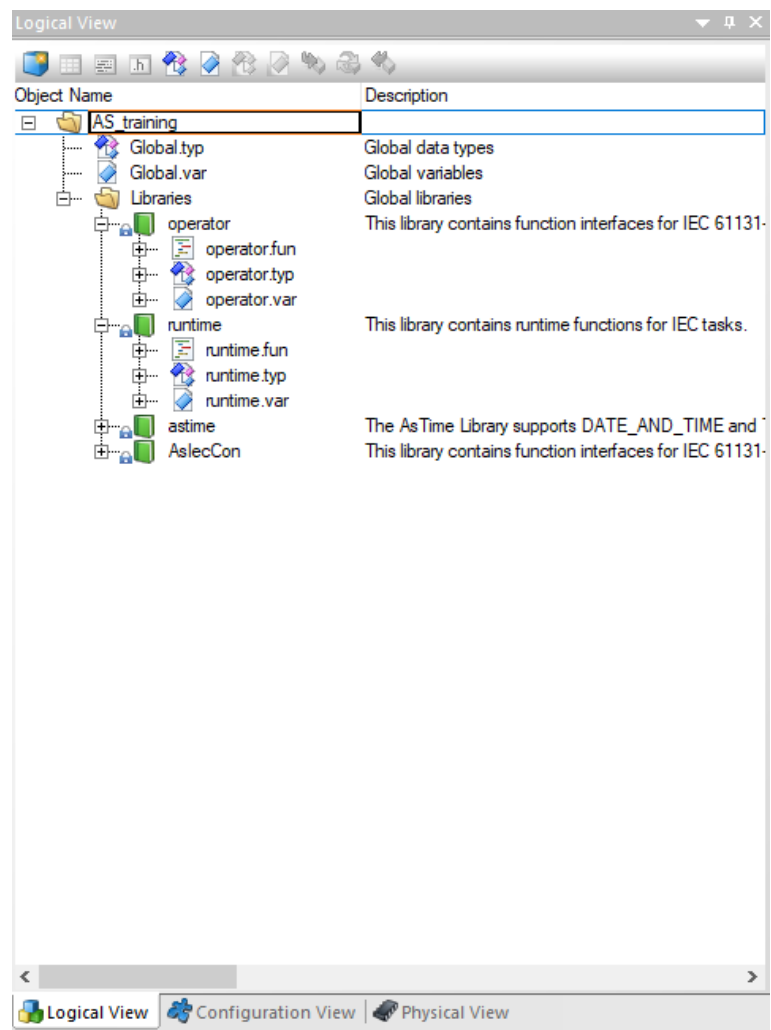 Logical View
.h
Object Name Description
AS_training
Global.typ Global data types
Global.var Global variables
Libraries Global libraries
operator This library contains function interfaces for IEC 61131-
operator.fun
operator.typ
operator.var
runtime This library contains runtime functions for IEC tasks.
runtime.fun
runtime.typ
runtime.var
astime The AsTime Library supports DATE_AND_TIME and
AsIecCon This library contains function interfaces for IEC 61131-
Logical View Configuration View Physical View